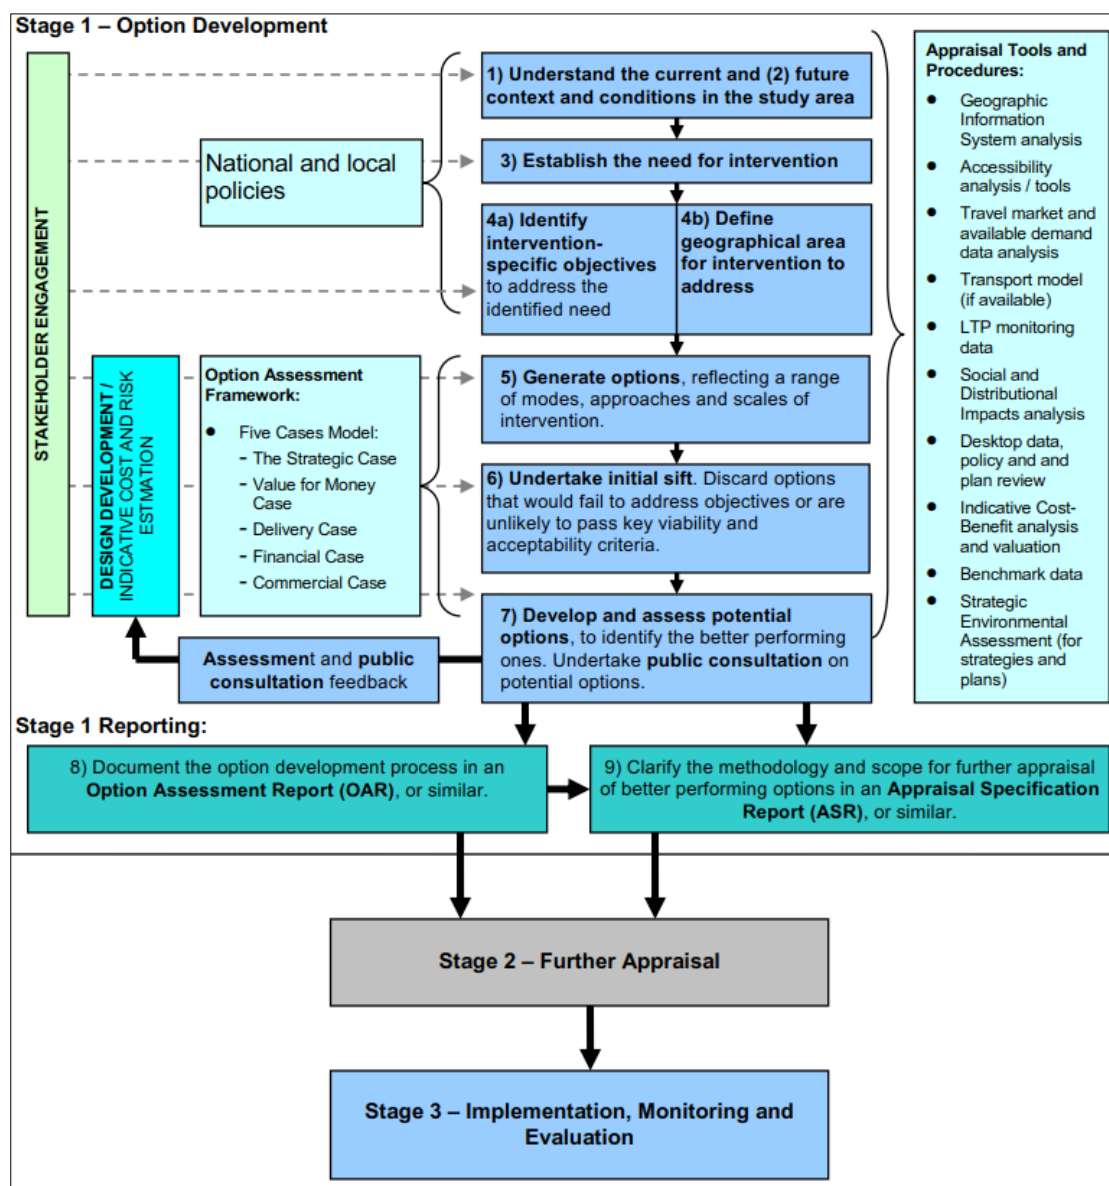 Stage 1 – Option Development
STAKEHOLDER ENGAGEMENT
National and local
policies
1) Understand the current and (2) future
context and conditions in the study area
3) Establish the need for intervention
4a) Identify
intervention-
specific objectives
to address the
identified need
4b) Define
geographical area
for intervention to
address
DESIGN DEVELOPMENT /
INDICATIVE COST AND RISK
ESTIMATION
Option Assessment
Framework:
● Five Cases Model:
- The Strategic Case
- Value for Money
Case
- Delivery Case
- Financial Case
- Commercial Case
5) Generate options, reflecting a range
of modes, approaches and scales of
intervention.
6) Undertake initial sift. Discard options
that would fail to address objectives or are
unlikely to pass key viability and
acceptability criteria.
7) Develop and assess potential
options, to identify the better performing
ones. Undertake public consultation on
potential options.
Assessment and public
consultation feedback
Appraisal Tools and
Procedures:
● Geographic
Information
System analysis
● Accessibility
analysis / tools
● Travel market and
available demand
data analysis
● Transport model
(if available)
● LTP monitoring
data
● Social and
Distributional
Impacts analysis
● Desktop data,
policy and and
plan review
● Indicative Cost-
Benefit analysis
and valuation
● Benchmark data
● Strategic
Environmental
Assessment (for
strategies and
plans)
Stage 1 Reporting:
8) Document the option development process in an
Option Assessment Report (OAR), or similar.
9) Clarify the methodology and scope for further appraisal
of better performing options in an Appraisal Specification
Report (ASR), or similar.
Stage 2 – Further Appraisal
Stage 3 – Implementation, Monitoring and
Evaluation